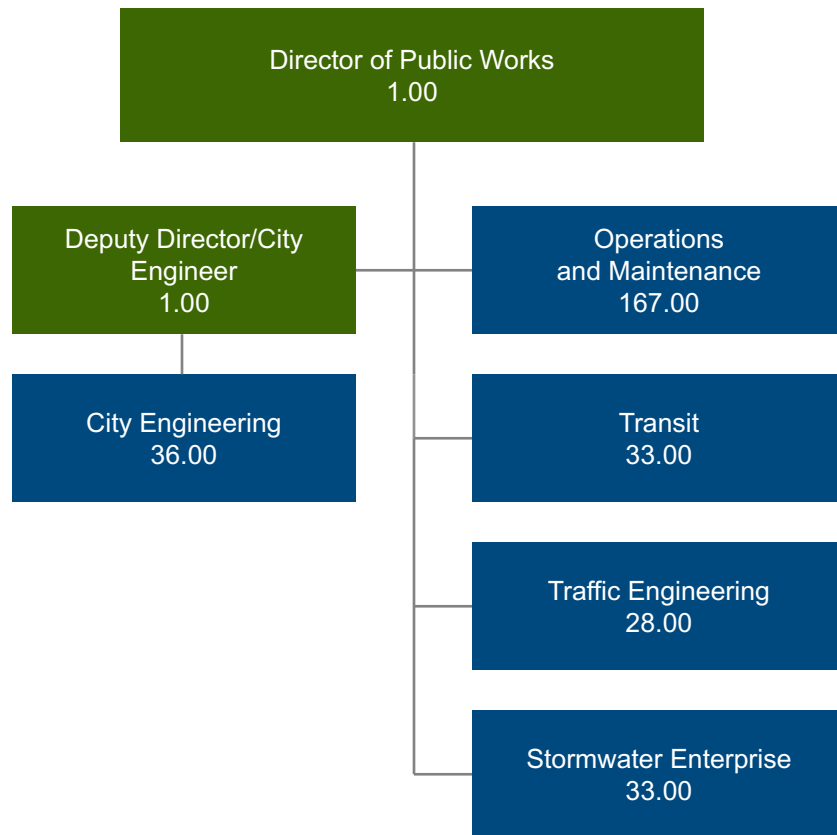 Director of Public Works
1.00
Deputy Director/City
Engineer
1.00
Operations
and Maintenance
167.00
City Engineering
36.00
Transit
33.00
Traffic Engineering
28.00
Stormwater Enterprise
33.00